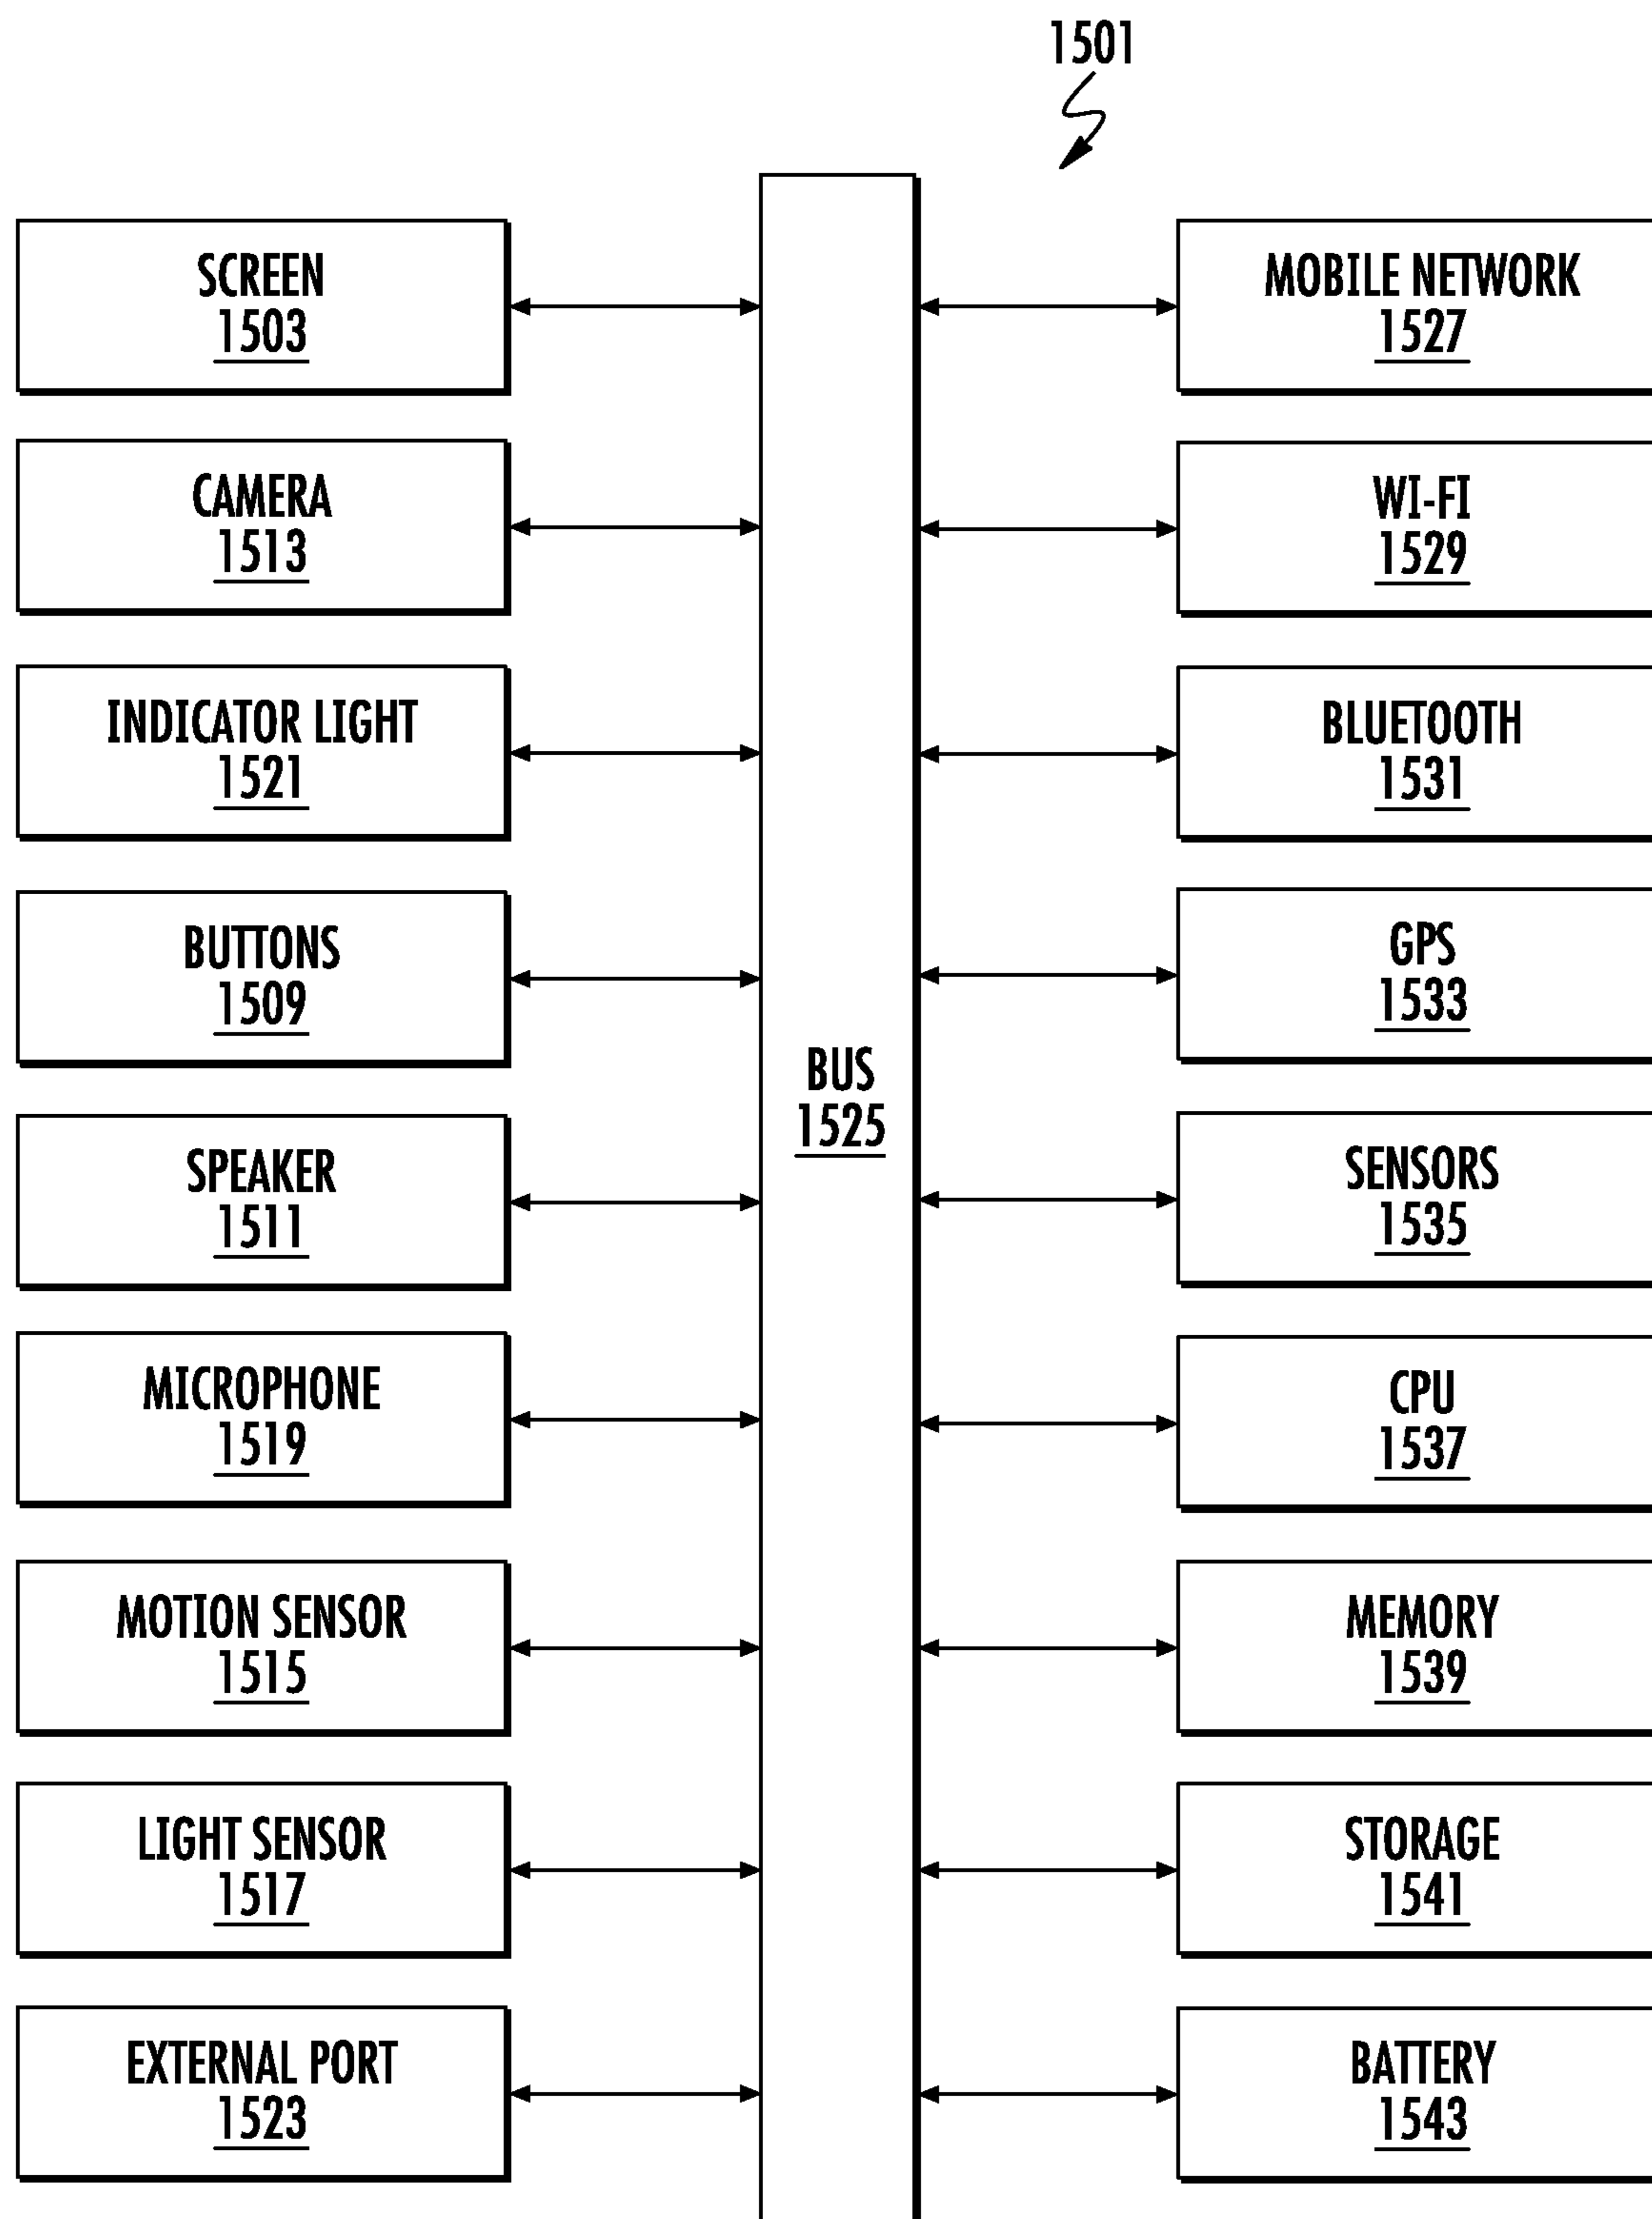 1501
SCREEN
1503
MOBILE NETWORK
1527
CAMERA
1513
WI-FI
1529
INDICATOR LIGHT
1521
BLUETOOTH
1531
BUTTONS
1509
GPS
1533
BUS
1525
SPEAKER
1511
SENSORS
1535
MICROPHONE
1519
CPU
1537
MOTION SENSOR
1515
MEMORY
1539
LIGHT SENSOR
1517
STORAGE
1541
EXTERNAL PORT
1523
BATTERY
1543